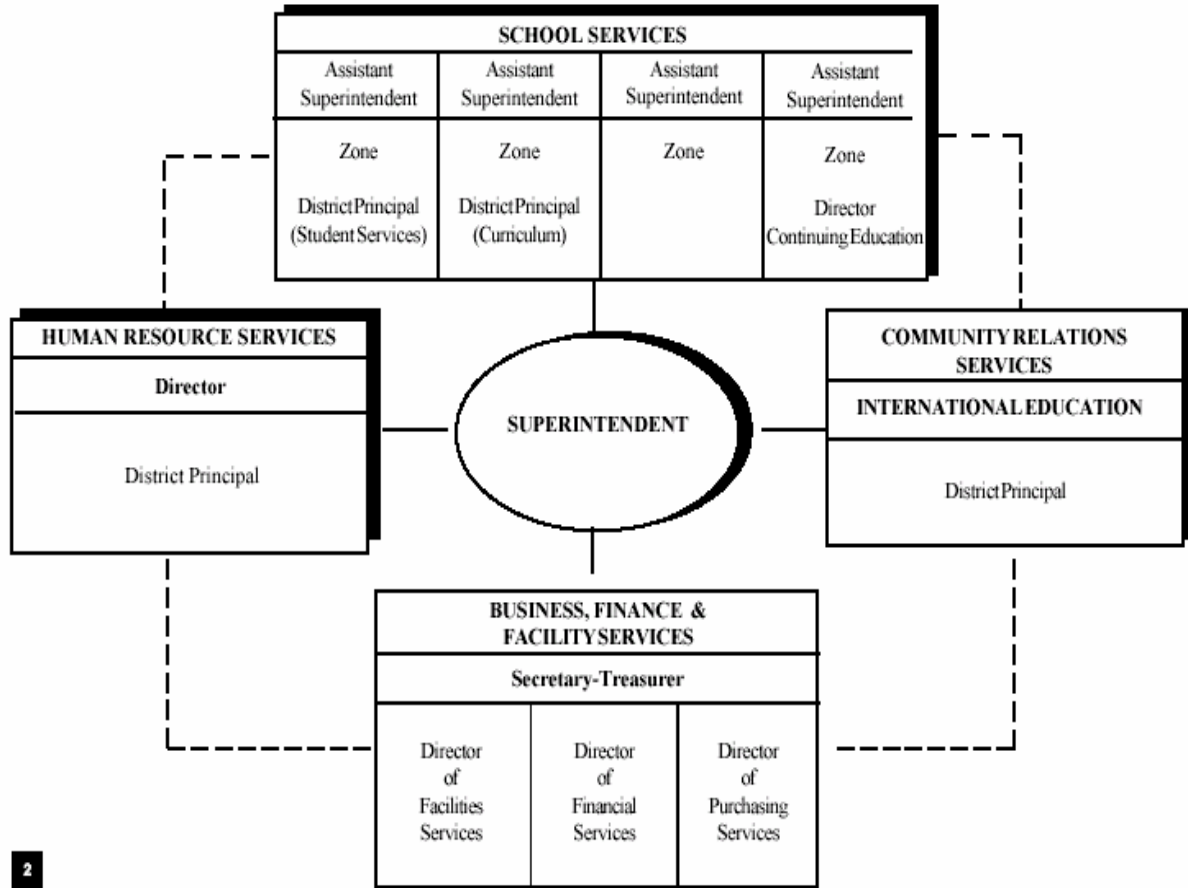 SCHOOL SERVICES
Assistant
Superintendent
Assistant
Superintendent
Assistant
Superintendent
Assistant
Superintendent
Zone
District Principal
(Student Services)
Zone
District Principal
(Curriculum)
Zone
Zone
Director
Continuing Education
HUMAN RESOURCE SERVICES
Director
District Principal
SUPERINTENDENT
COMMUNITY RELATIONS
SERVICES
INTERNATIONAL EDUCATION
District Principal
BUSINESS, FINANCE &
FACILITY SERVICES
Secretary-Treasurer
Director
of
Facilities
Services
Director
of
Financial
Services
Director
of
Purchasing
Services
2